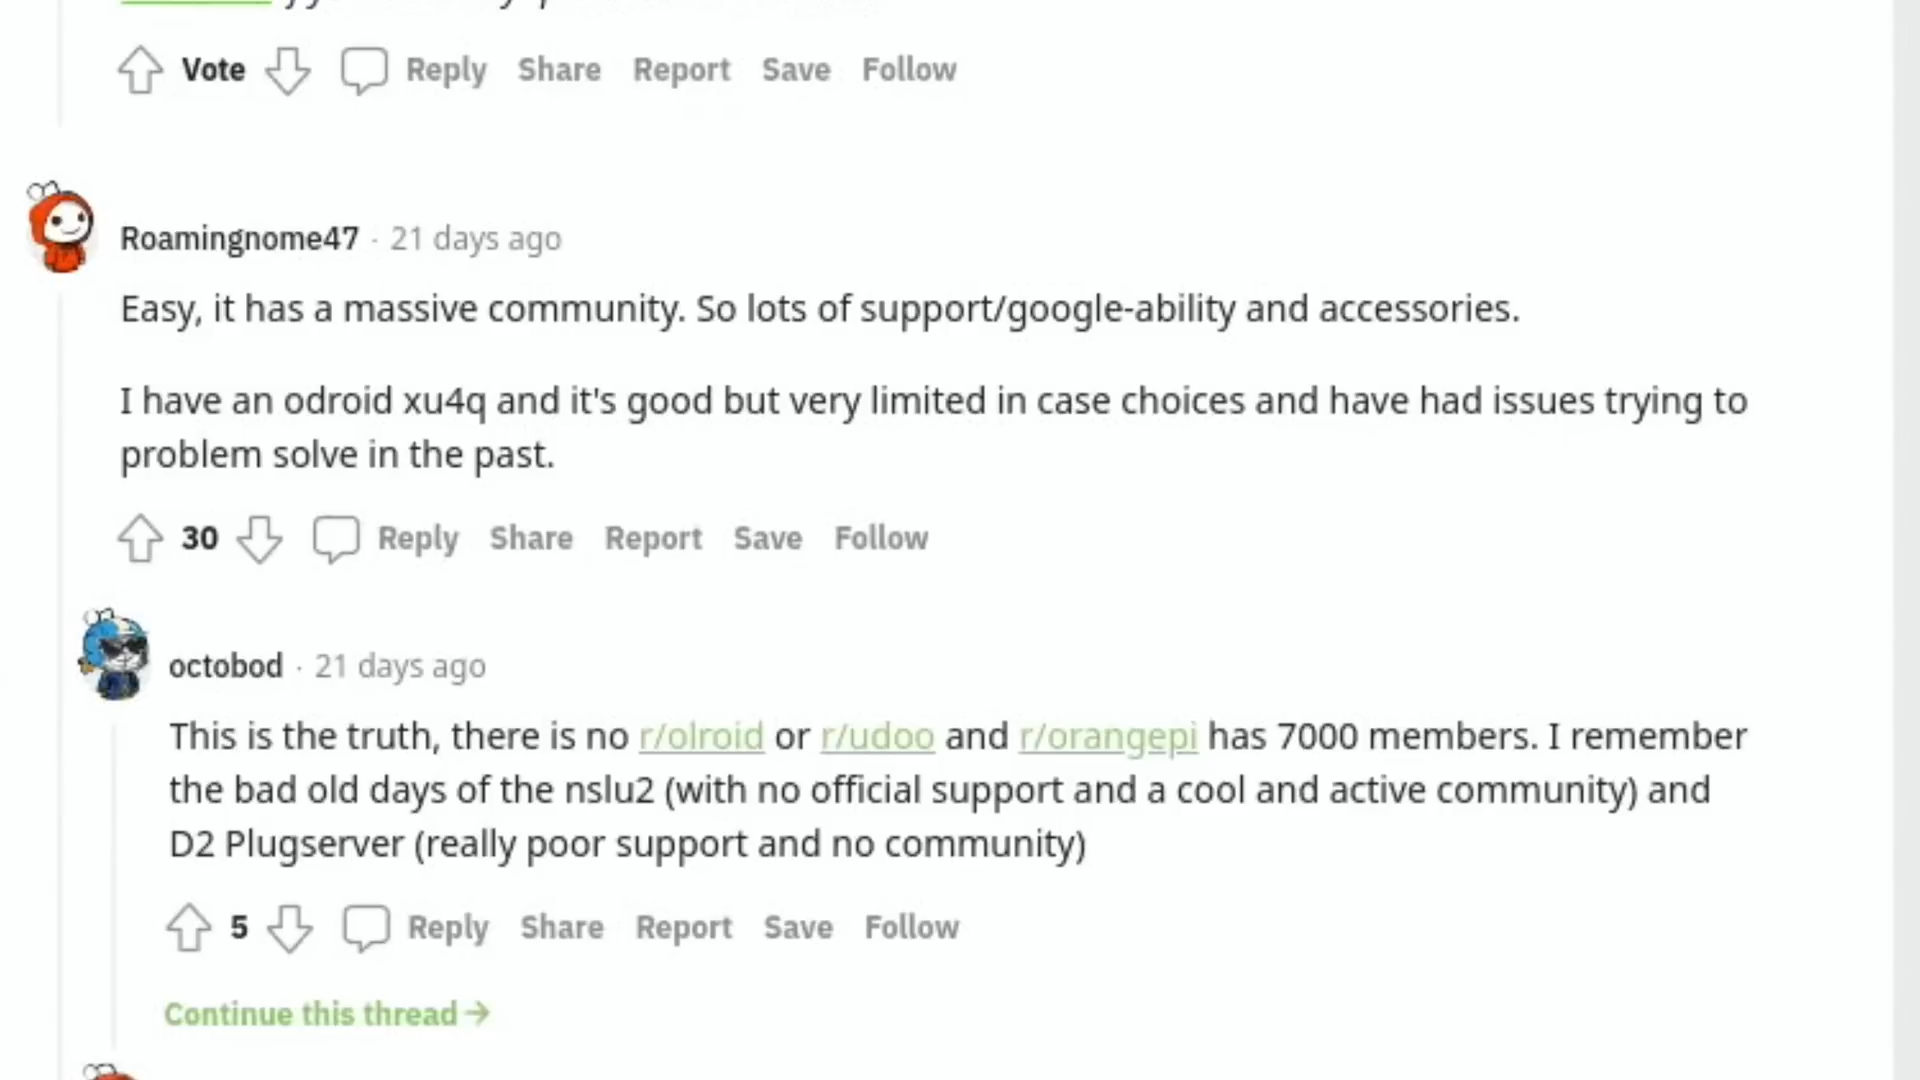 Vote Reply Share Report Save Follow
Roamingnome47 · 21 days ago
Easy, it has a massive community. So lots of support/google-ability and accessories.
I have an odroid xu4q and it's good but very limited in case choices and have had issues trying to
problem solve in the past.
30 Reply Share Report Save Follow
octobod · 21 days ago
This is the truth, there is no r/olroid or r/udoo and r/orangepi has 7000 members. I remember
the bad old days of the nslu2 (with no official support and a cool and active community) and
D2 Plugserver (really poor support and no community)
5 Reply Share Report Save Follow
Continue this thread →